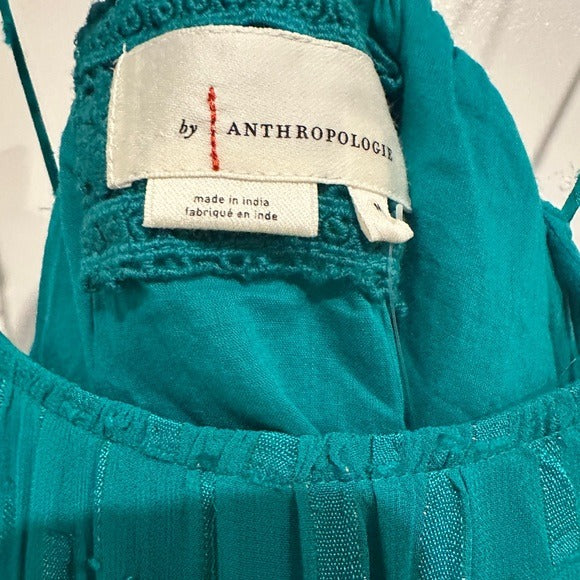 by ANTHROPOLOGIE
made in india
fabriqué en inde